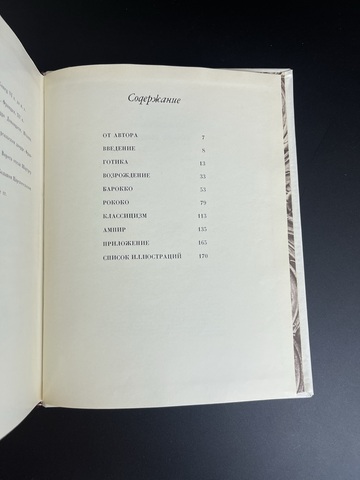 Содержание
ОТ АВТОРА 7
ВВЕДЕНИЕ 8
ГОТИКА 13
ВОЗРОЖДЕНИЕ 33
БАРОККО 53
РОКОКО 79
КЛАССИЦИЗМ 113
АМПИР 135
ПРИЛОЖЕНИЕ 165
СПИСОК ИЛЛЮСТРАЦИЙ 170